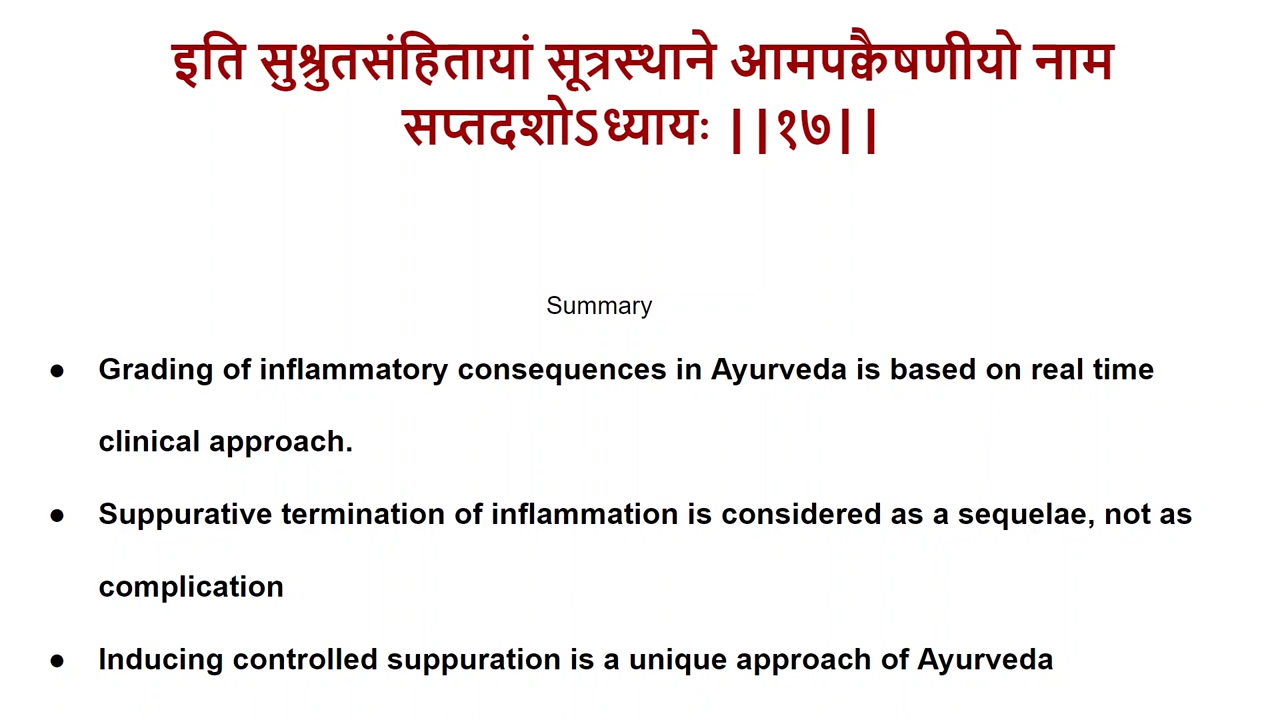 इति सुश्रुतसंहितायां सूत्रस्थाने आमपक्वैषणीयो नाम
सप्तदशोऽध्यायः ||१७||
Summary
● Grading of inflammatory consequences in Ayurveda is based on real time
clinical approach.
● Suppurative termination of inflammation is considered as a sequelae, not as
complication
● Inducing controlled suppuration is a unique approach of Ayurveda